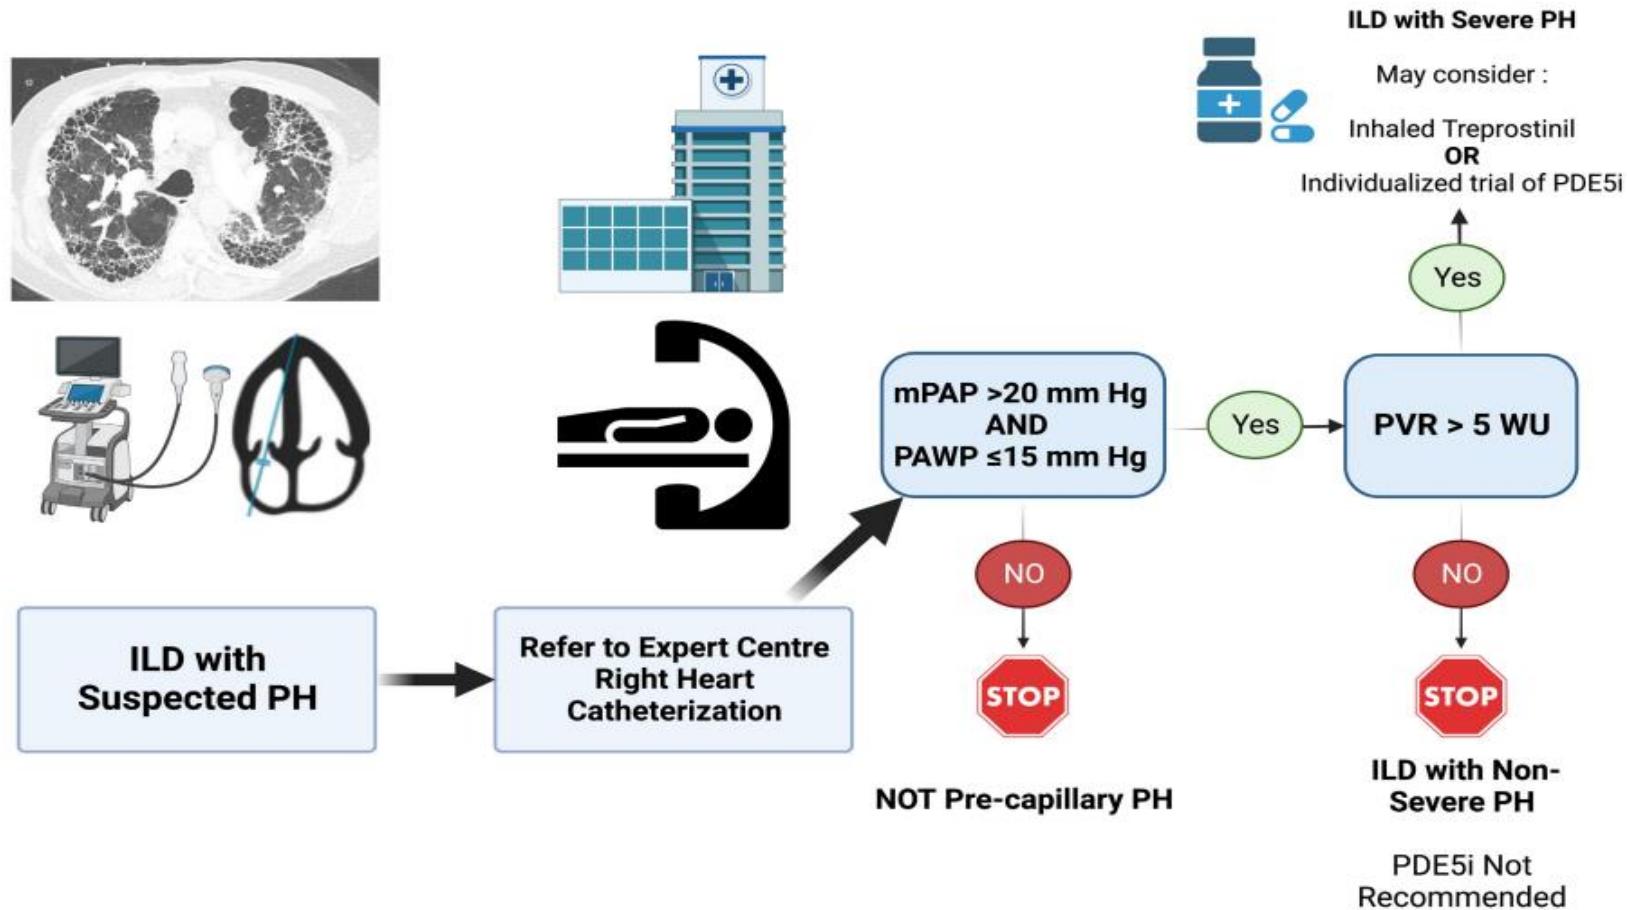 ILD with Severe PH
May consider :
Inhaled Treprostinil
OR
Individualized trial of PDE5i
Yes
mPAP >20 mm Hg
AND
PAWP ≤15 mm Hg
Yes
PVR > 5 WU
NO
NO
ILD with
Suspected PH
Refer to Expert Centre
Right Heart
Catheterization
STOP
STOP
NOT Pre-capillary PH
ILD with Non-
Severe PH
PDE5i Not
Recommended